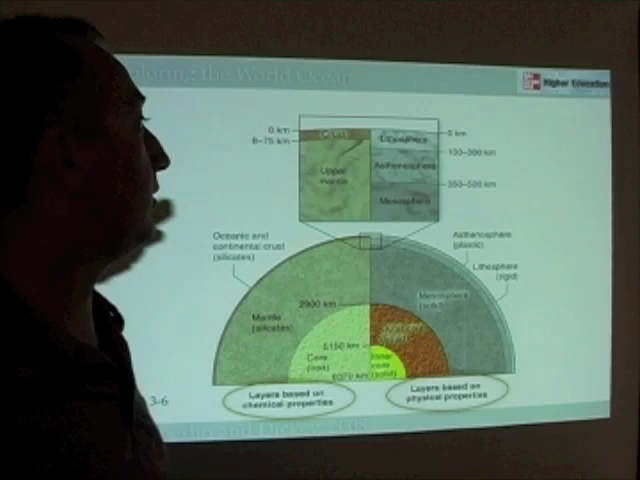 ploring the World Ocean
Higher Education
0 km
8–75 km
Crust
Upper
mantle
Lithosphere
Asthenosphere
Mesosphere
0 km
100–300 km
350–500 km
Oceanic and
continental crust
(silicates)
Asthenosphere
(plastic)
Lithosphere
(rigid)
Mantle
(silicates)
2900 km
Mesosphere
(solid)
5150 km
Core
(iron)
6370 km
Inner
core
(solid)
Layers based on
chemical properties
Layers based on
physical properties
3-6